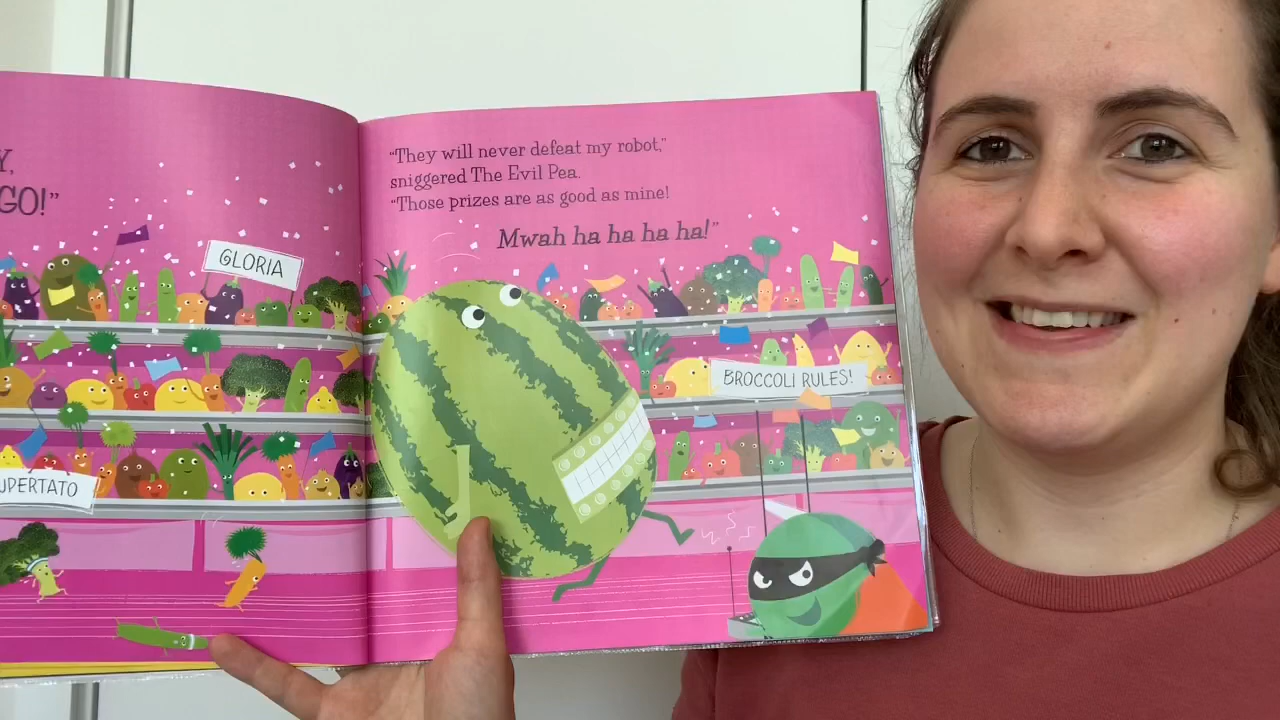 GO!”
“They will never defeat my robot,”
sniggered The Evil Pea.
“Those prizes are as good as mine!
Mwah ha ha ha ha!”
GLORIA
BROCCOLI RULES!
UPERTATO